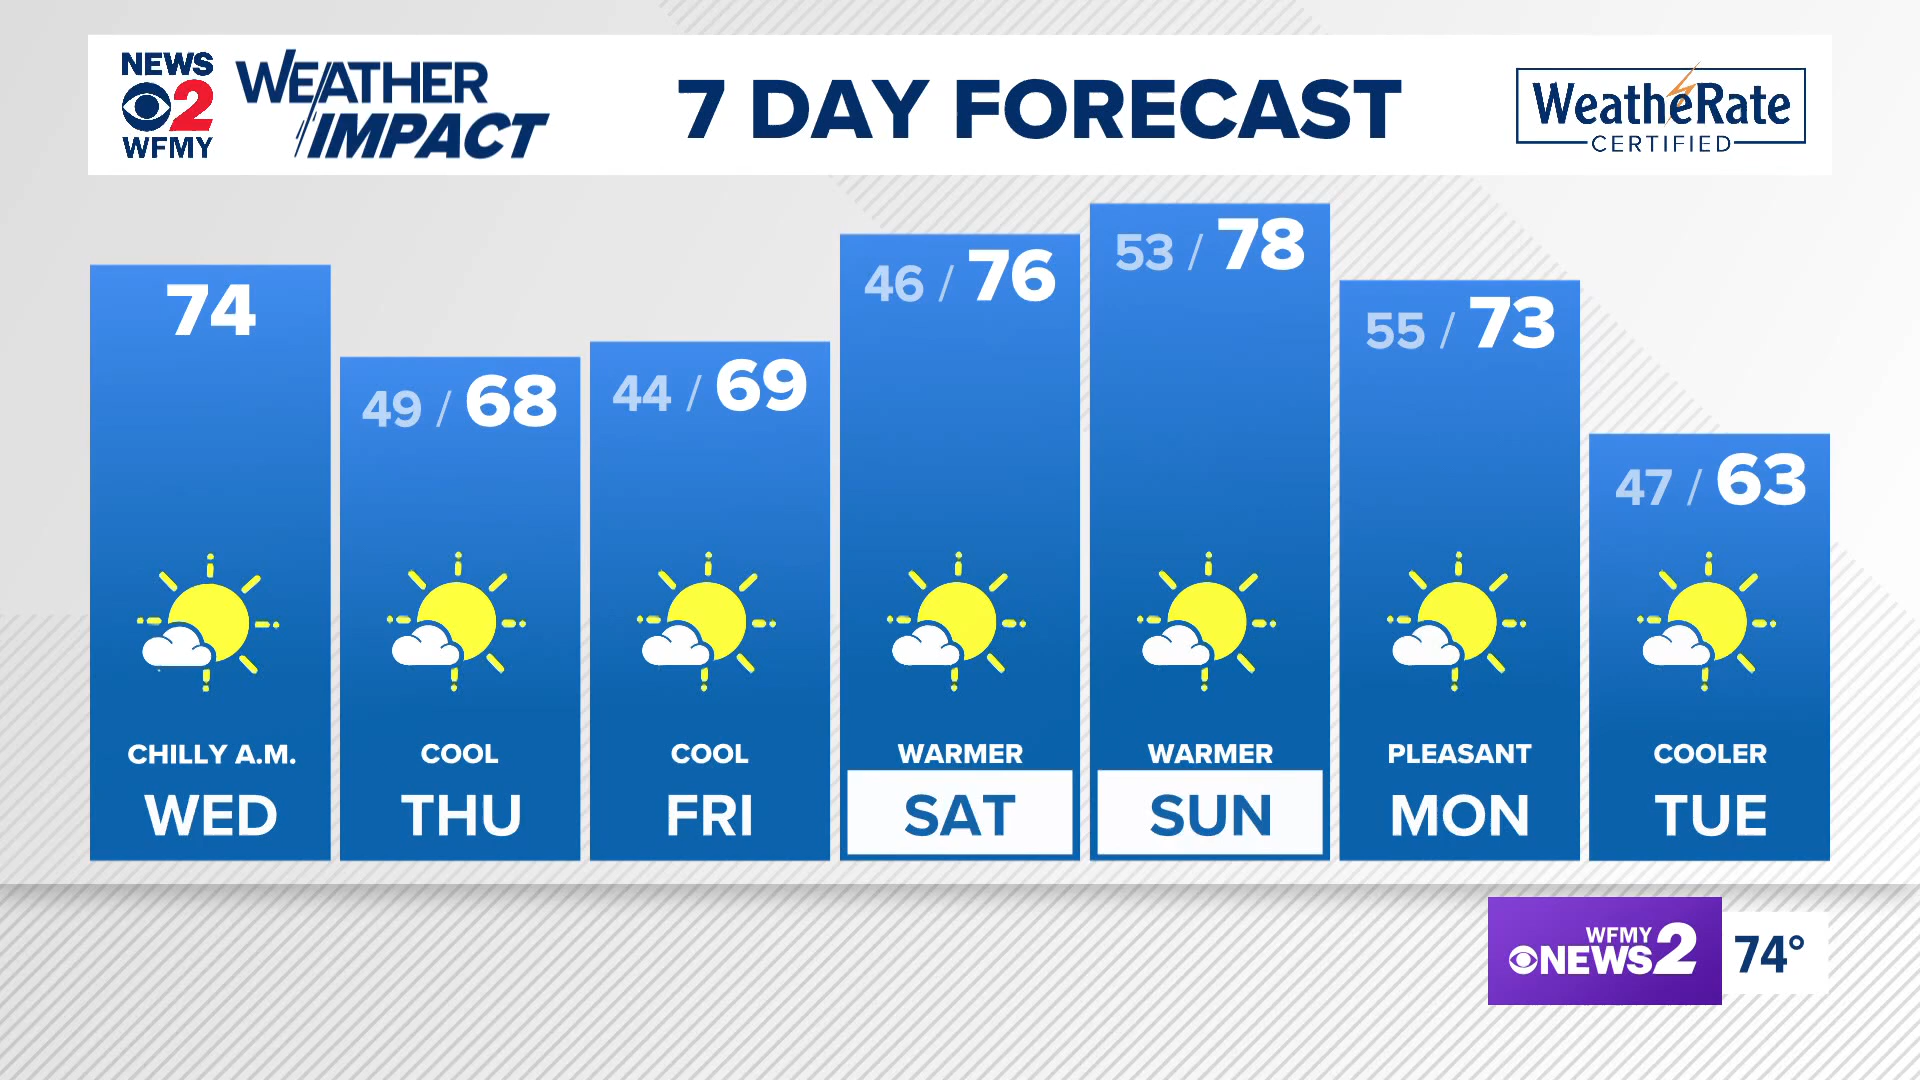 NEWS
2
WFMY
WEATHER
IMPACT
7 DAY FORECAST
WeatheRate
CERTIFIED
74
CHILLY A.M.
WED
49 / 68
COOL
THU
44 / 69
COOL
FRI
46 / 76
WARMER
SAT
53 / 78
WARMER
SUN
55 / 73
PLEASANT
MON
47 / 63
COOLER
TUE
WFMY
NEWS 2
74°